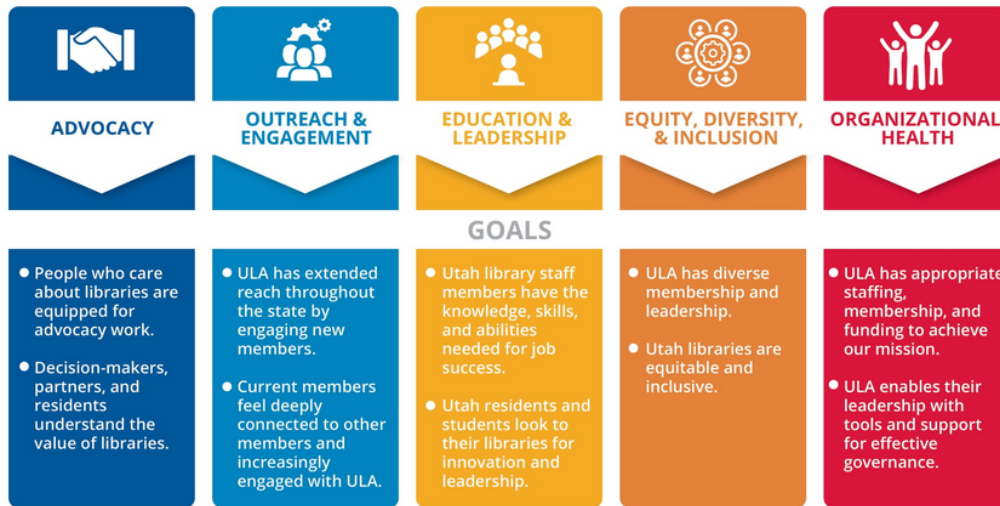 ADVOCACY
OUTREACH &
ENGAGEMENT
EDUCATION &
LEADERSHIP
EQUITY, DIVERSITY,
& INCLUSION
ORGANIZATIONAL
HEALTH
GOALS
• People who care
about libraries are
equipped for
advocacy work.
• Decision-makers,
partners, and
residents
understand the
value of libraries.
• ULA has extended
reach throughout
the state by
engaging new
members.
• Current members
feel deeply
connected to other
members and
increasingly
engaged with ULA.
• Utah library staff
members have the
knowledge, skills,
and abilities
needed for job
success.
• Utah residents and
students look to
their libraries for
innovation and
leadership.
• ULA has diverse
membership and
leadership.
• Utah libraries are
equitable and
inclusive.
• ULA has appropriate
staffing,
membership, and
funding to achieve
our mission.
• ULA enables their
leadership with
tools and support
for effective
governance.